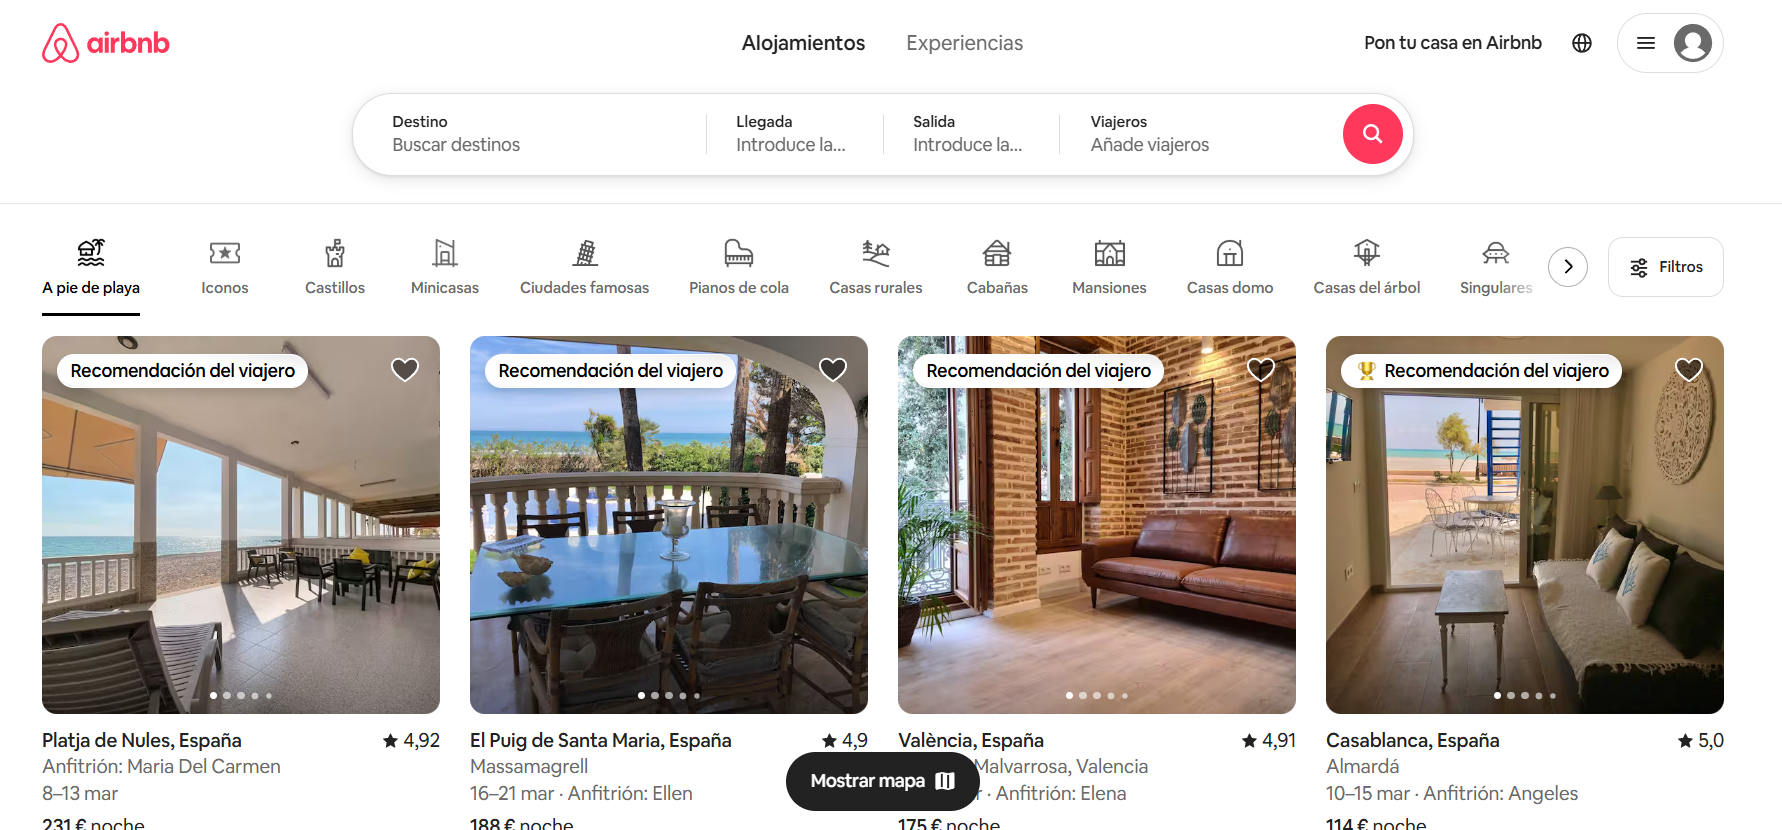 airbnb
Alojamientos
Experiencias
Pon tu casa en Airbnb
Destino
Buscar destinos
Llegada
Introduce la...
Salida
Introduce la...
Viajeros
Añade viajeros
A pie de playa
Iconos
Castillos
Minicasas
Ciudades famosas
Pianos de cola
Casas rurales
Cabañas
Mansiones
Casas domo
Casas del árbol
Singulares
Filtros
Recomendación del viajero
Recomendación del viajero
Recomendación del viajero
Recomendación del viajero
Platja de Nules, España
4,92
Anfitrión: Maria Del Carmen
8–13 mar
231 € noche
El Puig de Santa Maria, España
4,9
Massamagrell
16–21 mar · Anfitrión: Ellen
188 € noche
València, España
4,91
Malvarrosa, Valencia
· Anfitrión: Elena
175 € noche
Casablanca, España
5,0
Almardá
10–15 mar · Anfitrión: Angeles
114 € noche
Mostrar mapa